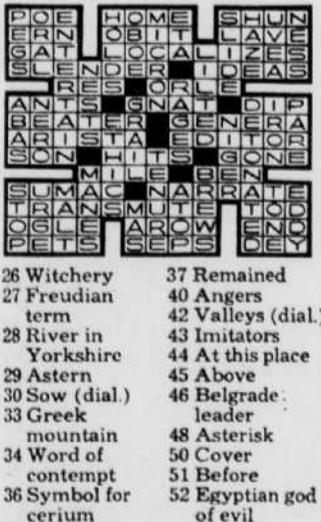 POE HOME SHUN
ERN OBIT LAVE
GAT LOCALIZES
SLENDER IDEAS
RES ORLE
ANTS GNAT DIP
BEATER GENERA
ARISTA EDITOR
SON HITS GONE
MILE BEN
SUMAC NARRATE
TRANSMUTE TOD
OGLE AROW END
PETS SEPS DEY
26 Witchery
27 Freudian
term
28 River in
Yorkshire
29 Astern
30 Sow (dial.)
33 Greek
mountain
34 Word of
contempt
36 Symbol for
cerium
37 Remained
40 Angers
42 Valleys (dial.)
43 Imitators
44 At this place
45 Above
46 Belgrade
leader
48 Asterisk
50 Cover
51 Before
52 Egyptian god
of evil